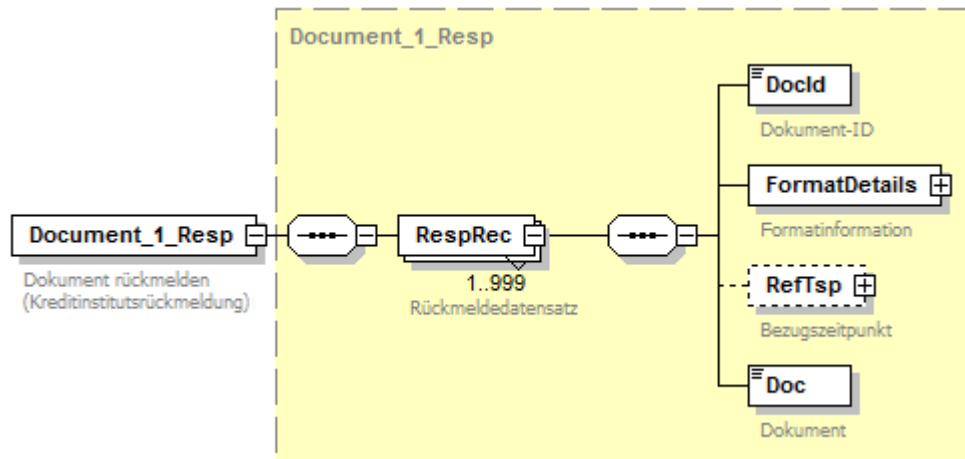 Document_1_Resp
DocId
Dokument-ID
FormatDetails
Formatinformation
Document_1_Resp
Dokument rückmelden
(Kreditinstitutsrückmeldung)
RespRec
1..999
Rückmeldedatensatz
RefTsp
Bezugszeitpunkt
Doc
Dokument